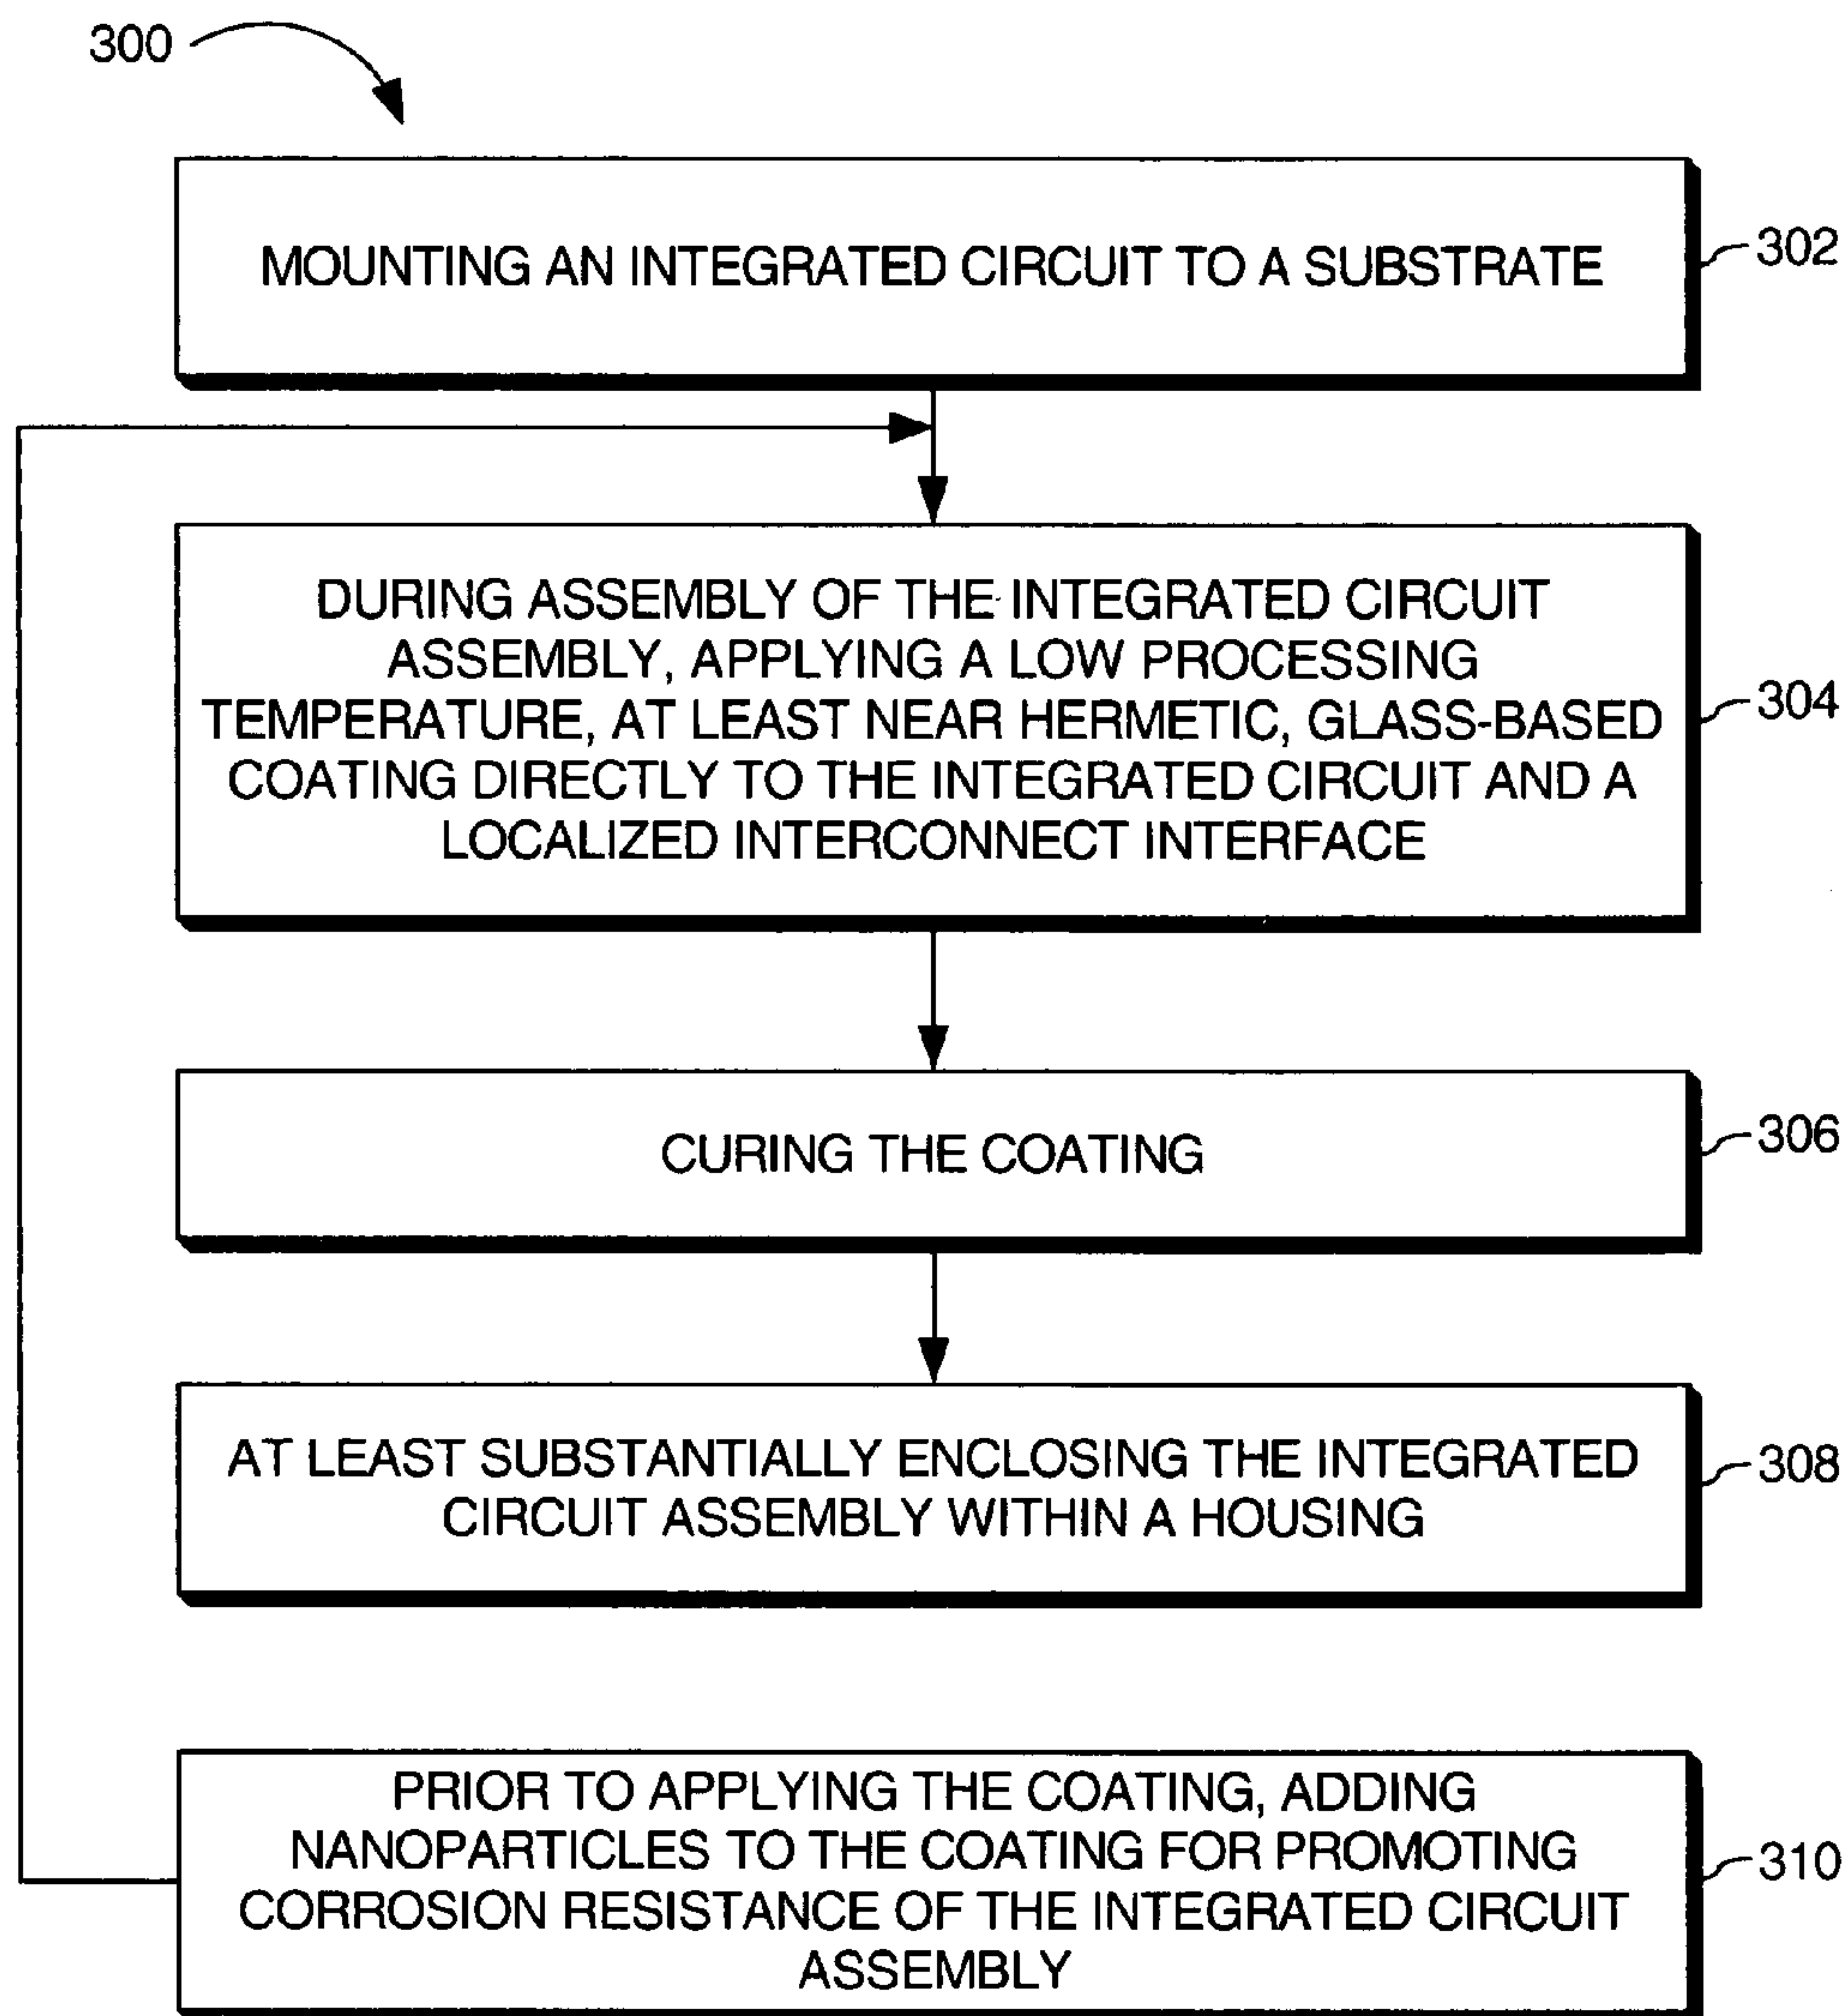 300
MOUNTING AN INTEGRATED CIRCUIT TO A SUBSTRATE
302
DURING ASSEMBLY OF THE INTEGRATED CIRCUIT
ASSEMBLY, APPLYING A LOW PROCESSING
TEMPERATURE, AT LEAST NEAR HERMETIC, GLASS-BASED
COATING DIRECTLY TO THE INTEGRATED CIRCUIT AND A
LOCALIZED INTERCONNECT INTERFACE
304
CURING THE COATING
306
AT LEAST SUBSTANTIALLY ENCLOSING THE INTEGRATED
CIRCUIT ASSEMBLY WITHIN A HOUSING
308
PRIOR TO APPLYING THE COATING, ADDING
NANOPARTICLES TO THE COATING FOR PROMOTING
CORROSION RESISTANCE OF THE INTEGRATED CIRCUIT
ASSEMBLY
310